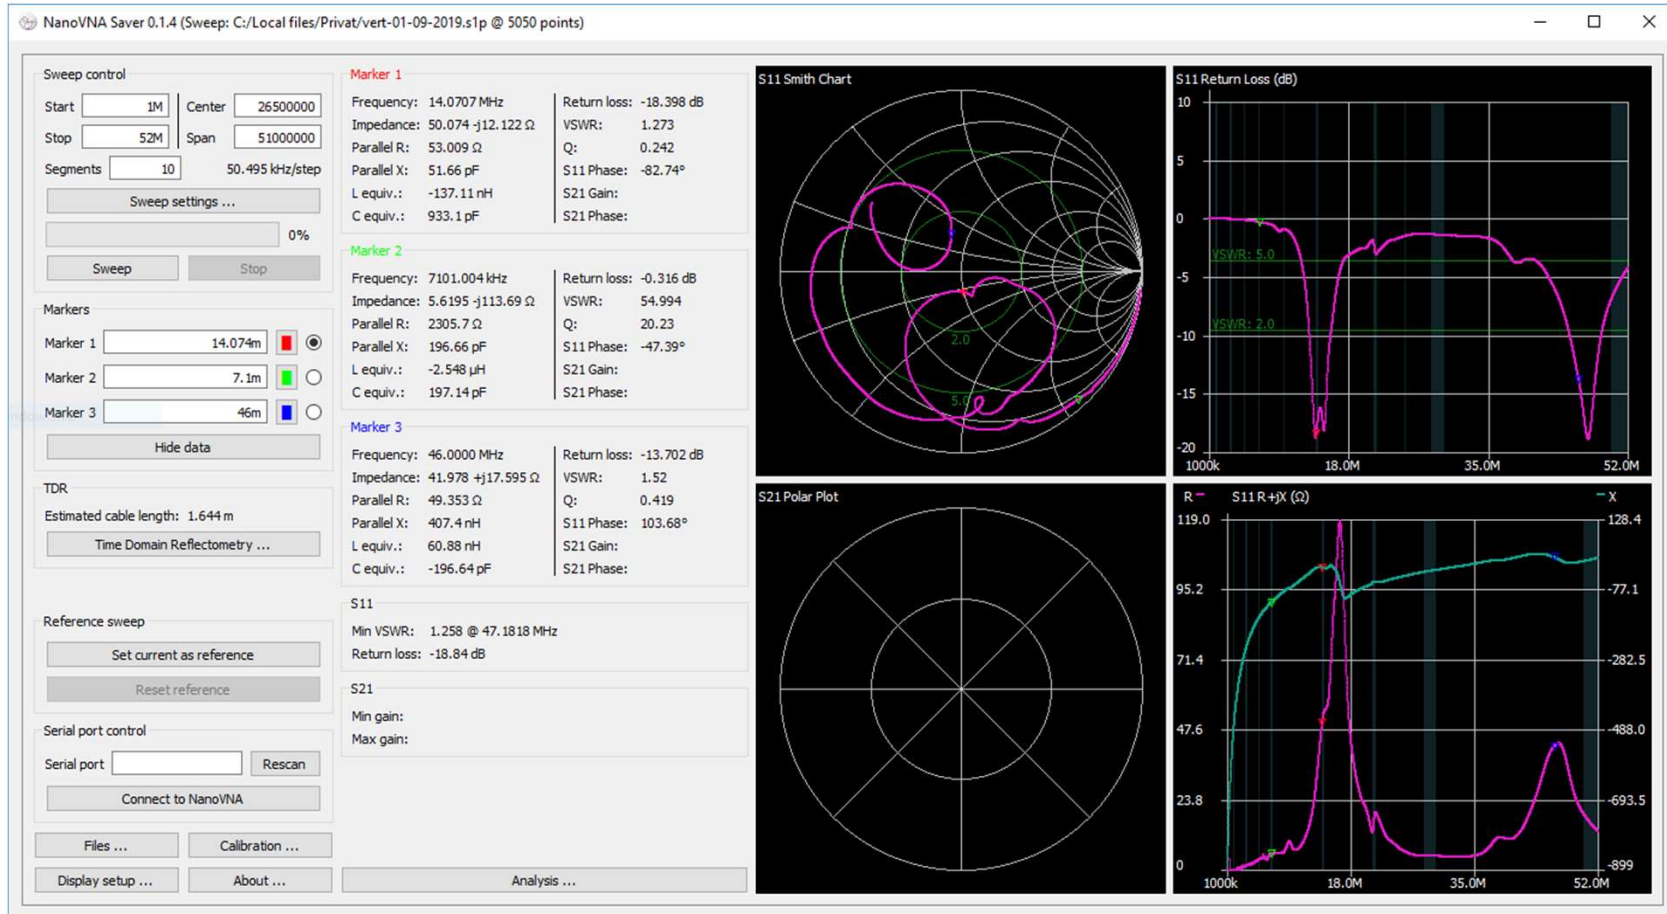 NanoVNA Saver 0.1.4 (Sweep: C:/Local files/Privat/vert-01-09-2019.s1p @ 5050 points)
Sweep control
Start 1M Center 26500000
Stop 52M Span 51000000
Segments 10 50.495 kHz/step
Sweep settings ...
0%
Sweep Stop
Markers
Marker 1 14.074m
Marker 2 7.1m
Marker 3 46m
Hide data
TDR
Estimated cable length: 1.644 m
Time Domain Reflectometry ...
Reference sweep
Set current as reference
Reset reference
Serial port control
Serial port Rescan
Connect to NanoVNA
Files ... Calibration ...
Display setup ... About ...
Marker 1
Frequency: 14.0707 MHz Return loss: -18.398 dB
Impedance: 50.074 -j12.122 Ω VSWR: 1.273
Parallel R: 53.009 Ω Q: 0.242
Parallel X: 51.66 pF S11 Phase: -82.74°
L equiv.: -137.11 nH S21 Gain:
C equiv.: 933.1 pF S21 Phase:
Marker 2
Frequency: 7101.004 kHz Return loss: -0.316 dB
Impedance: 5.6195 -j113.69 Ω VSWR: 54.994
Parallel R: 2305.7 Ω Q: 20.23
Parallel X: 196.66 pF S11 Phase: -47.39°
L equiv.: -2.548 µH S21 Gain:
C equiv.: 197.14 pF S21 Phase:
Marker 3
Frequency: 46.0000 MHz Return loss: -13.702 dB
Impedance: 41.978 +j17.595 Ω VSWR: 1.52
Parallel R: 49.353 Ω Q: 0.419
Parallel X: 407.4 nH S11 Phase: 103.68°
L equiv.: 60.88 nH S21 Gain:
C equiv.: -196.64 pF S21 Phase:
S11
Min VSWR: 1.258 @ 47.1818 MHz
Return loss: -18.84 dB
S21
Min gain:
Max gain:
Analysis ...
S11 Smith Chart
2.0
5.0
S11 Return Loss (dB)
10
5
0
VSWR: 5.0
-5
VSWR: 2.0
-10
-15
-20
1000k 18.0M 35.0M 52.0M
S21 Polar Plot
R S11 R+jX (Ω) X
119.0 128.4
95.2 -77.1
71.4 -282.5
47.6 -488.0
23.8 -693.5
0 -899
1000k 18.0M 35.0M 52.0M